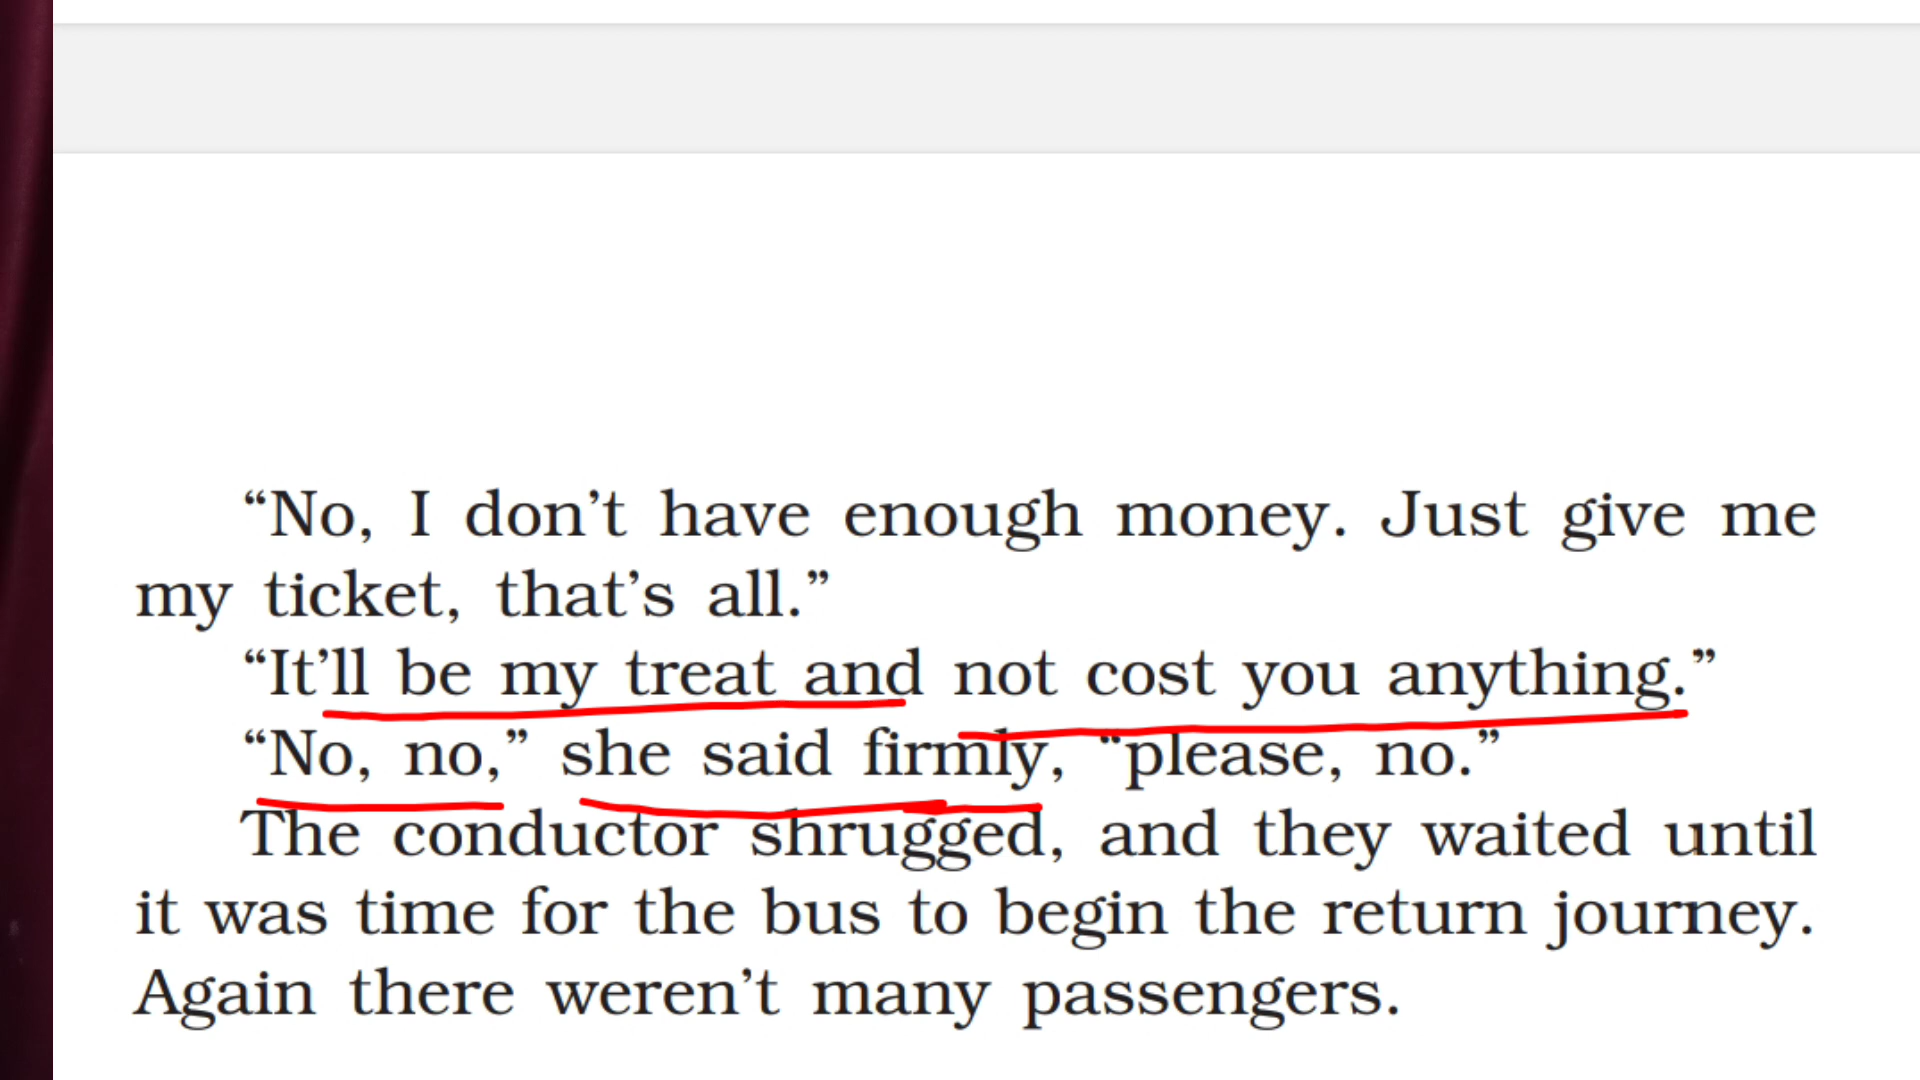 “No, I don’t have enough money. Just give me
my ticket, that’s all.”
“It’ll be my treat and not cost you anything.”
“No, no,” she said firmly, “please, no.”
The conductor shrugged, and they waited until
it was time for the bus to begin the return journey.
Again there weren’t many passengers.